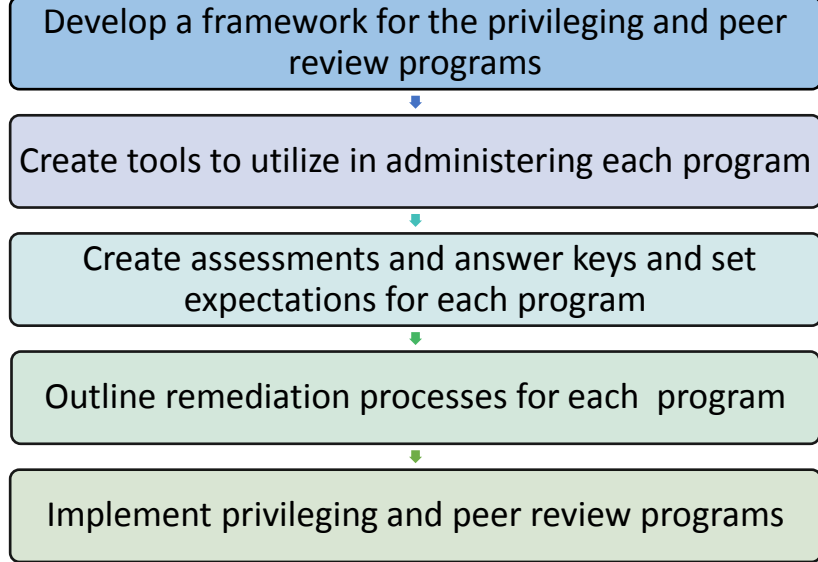 Develop a framework for the privileging and peer
review programs
Create tools to utilize in administering each program
Create assessments and answer keys and set
expectations for each program
Outline remediation processes for each  program
Implement privileging and peer review programs